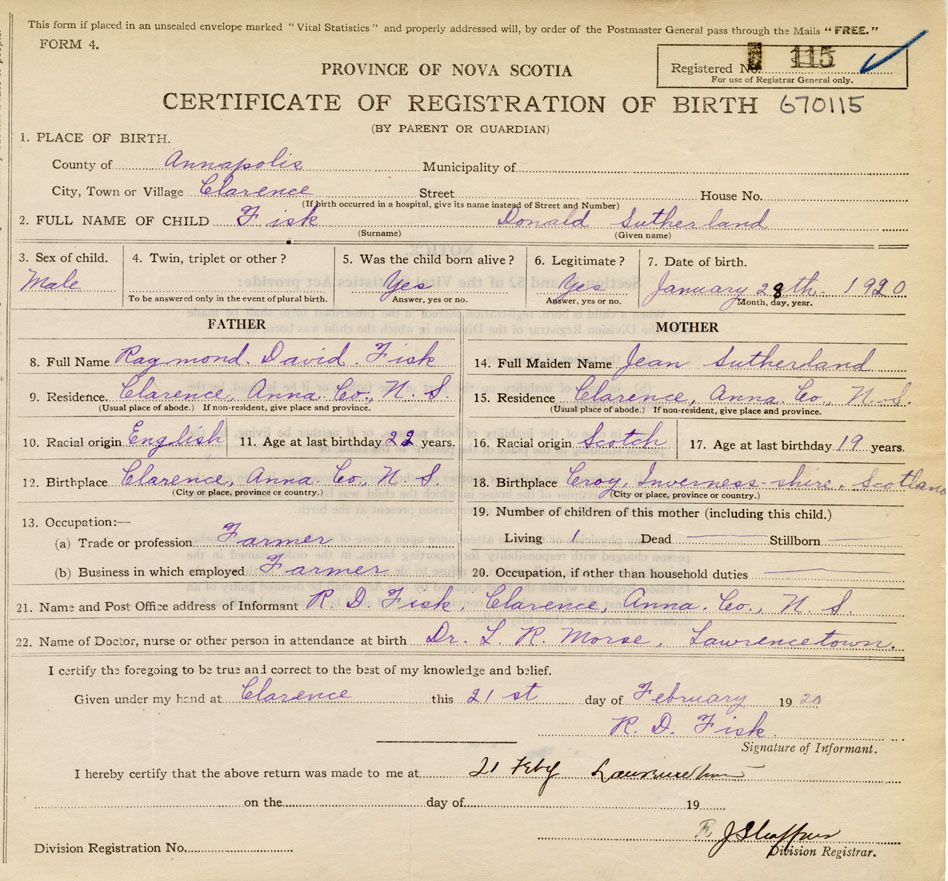 This form if placed in an unsealed envelope marked "Vital Statistics" and properly addressed will, by order of the Postmaster General pass through the Mails "FREE."
FORM 4.
Registered No. 115
For use of Registrar General only.
PROVINCE OF NOVA SCOTIA
CERTIFICATE OF REGISTRATION OF BIRTH 670115
(BY PARENT OR GUARDIAN)
1. PLACE OF BIRTH.
County of Annapolis Municipality of
City, Town or Village Clarence Street House No.
(If birth occurred in a hospital, give its name instead of Street and Number)
2. FULL NAME OF CHILD Fisk Donald Sutherland
(Surname) (Given name)
3. Sex of child. 4. Twin, triplet or other? 5. Was the child born alive? 6. Legitimate? 7. Date of birth.
Male Yes Yes January 28th, 1920
To be answered only in the event of plural birth. Answer, yes or no. Answer, yes or no. Month, day, year.
FATHER MOTHER
8. Full Name Raymond David Fisk 14. Full Maiden Name Jean Sutherland
9. Residence. Clarence, Anna. Co., N. S. 15. Residence Clarence, Anna. Co., N. S.
(Usual place of abode.) If non-resident, give place and province. (Usual place of abode.) If non-resident, give place and province.
10. Racial origin English 11. Age at last birthday 22 years. 16. Racial origin Scotch 17. Age at last birthday 19 years.
12. Birthplace Clarence, Anna. Co., N. S. 18. Birthplace Croy, Inverness-shire, Scotland
(City or place, province or country.) (City or place, province or country.)
13. Occupation:— 19. Number of children of this mother (including this child.)
(a) Trade or profession. Farmer Living 1 Dead — Stillborn —
(b) Business in which employed Farmer 20. Occupation, if other than household duties —
21. Name and Post Office address of Informant R. D. Fisk, Clarence, Anna. Co., N. S.
22. Name of Doctor, nurse or other person in attendance at birth Dr. L. R. Morse, Lawrencetown.
I certify the foregoing to be true and correct to the best of my knowledge and belief.
Given under my hand at Clarence this 21 st day of February 1920
R. D. Fisk.
Signature of Informant.
I hereby certify that the above return was made to me at 21 Feby Lawrencetown
on the day of 19
F J Shaffner
Division Registration No. Division Registrar.